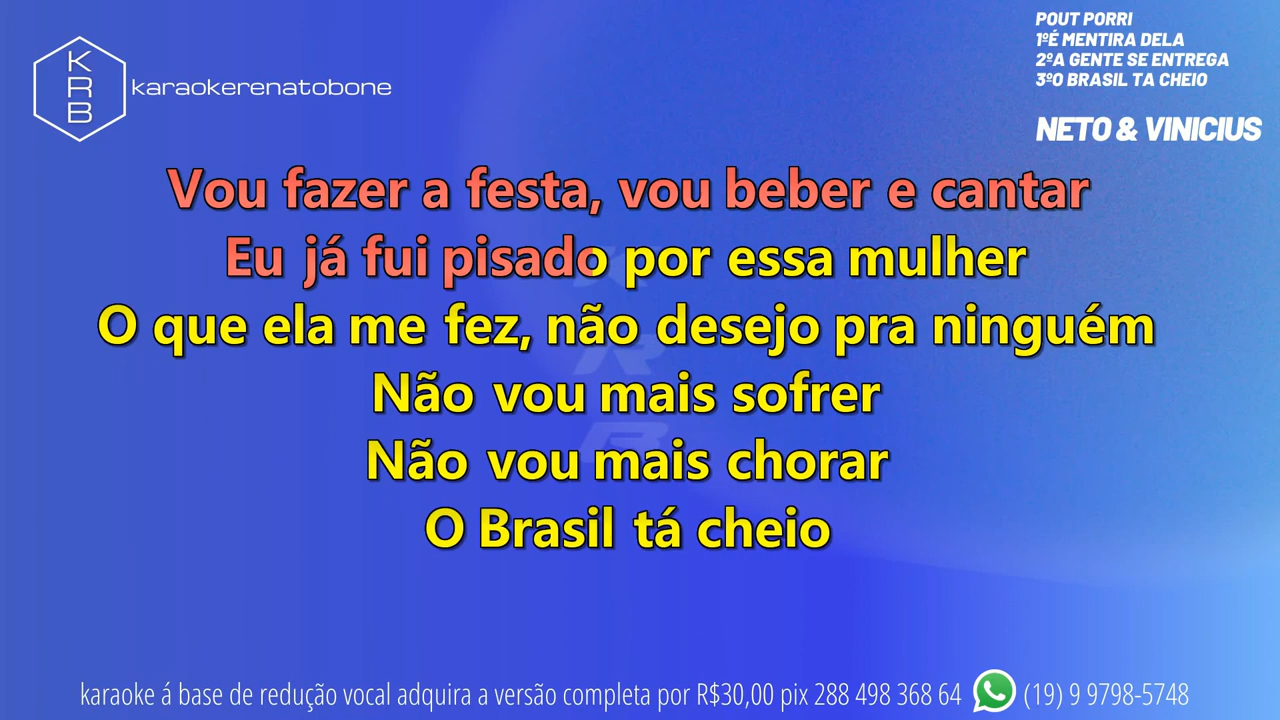 K
R
B
karaokerenatobone
POUT PORRI
1ºÉ MENTIRA DELA
2ºA GENTE SE ENTREGA
3ºO BRASIL TA CHEIO
NETO & VINICIUS
Vou fazer a festa, vou beber e cantar
Eu já fui pisado por essa mulher
O que ela me fez, não desejo pra ninguém
Não vou mais sofrer
Não vou mais chorar
O Brasil tá cheio
K
R
B
karaoke á base de redução vocal adquira a versão completa por R$30,00 pix 288 498 368 64 (19) 9 9798-5748